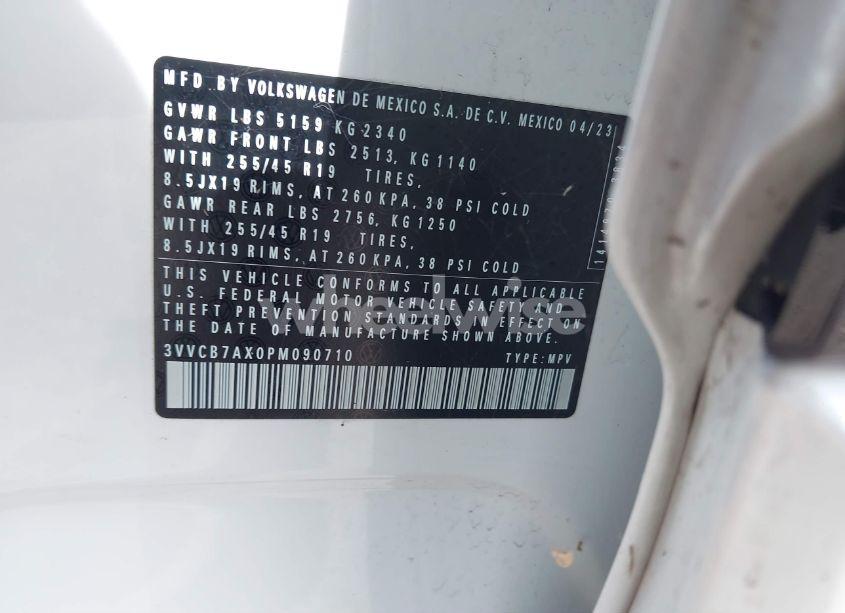 MFD. BY VOLKSWAGEN DE MEXICO S.A. DE C.V. MEXICO 04/23
GVWR LBS 5159 KG 2340
GAWR FRONT LBS 2513, KG 1140
WITH 255/45 R19 TIRES,
8.5JX19 RIMS, AT 260 KPA, 38 PSI COLD
GAWR REAR LBS 2756, KG 1250
WITH 255/45 R19 TIRES,
8.5JX19 RIMS, AT 260 KPA, 38 PSI COLD
THIS VEHICLE CONFORMS TO ALL APPLICABLE
U.S. FEDERAL MOTOR VEHICLE SAFETY AND
THEFT PREVENTION STANDARDS IN EFFECT ON
THE DATE OF MANUFACTURE SHOWN ABOVE.
3VVCB7AX0PM090710 TYPE:MPV
wheelwise